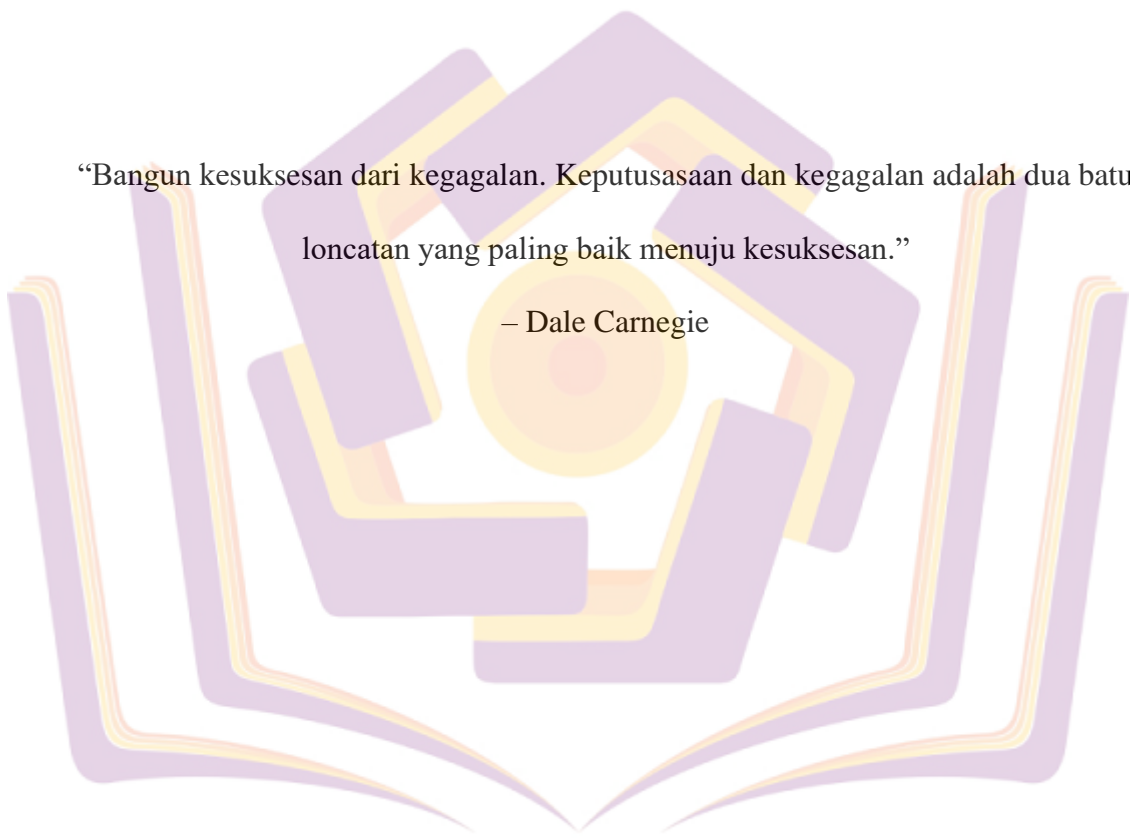 “Bangun kesuksesan dari kegagalan. Keputusasaan dan kegagalan adalah dua batu
loncatan yang paling baik menuju kesuksesan.”
– Dale Carnegie